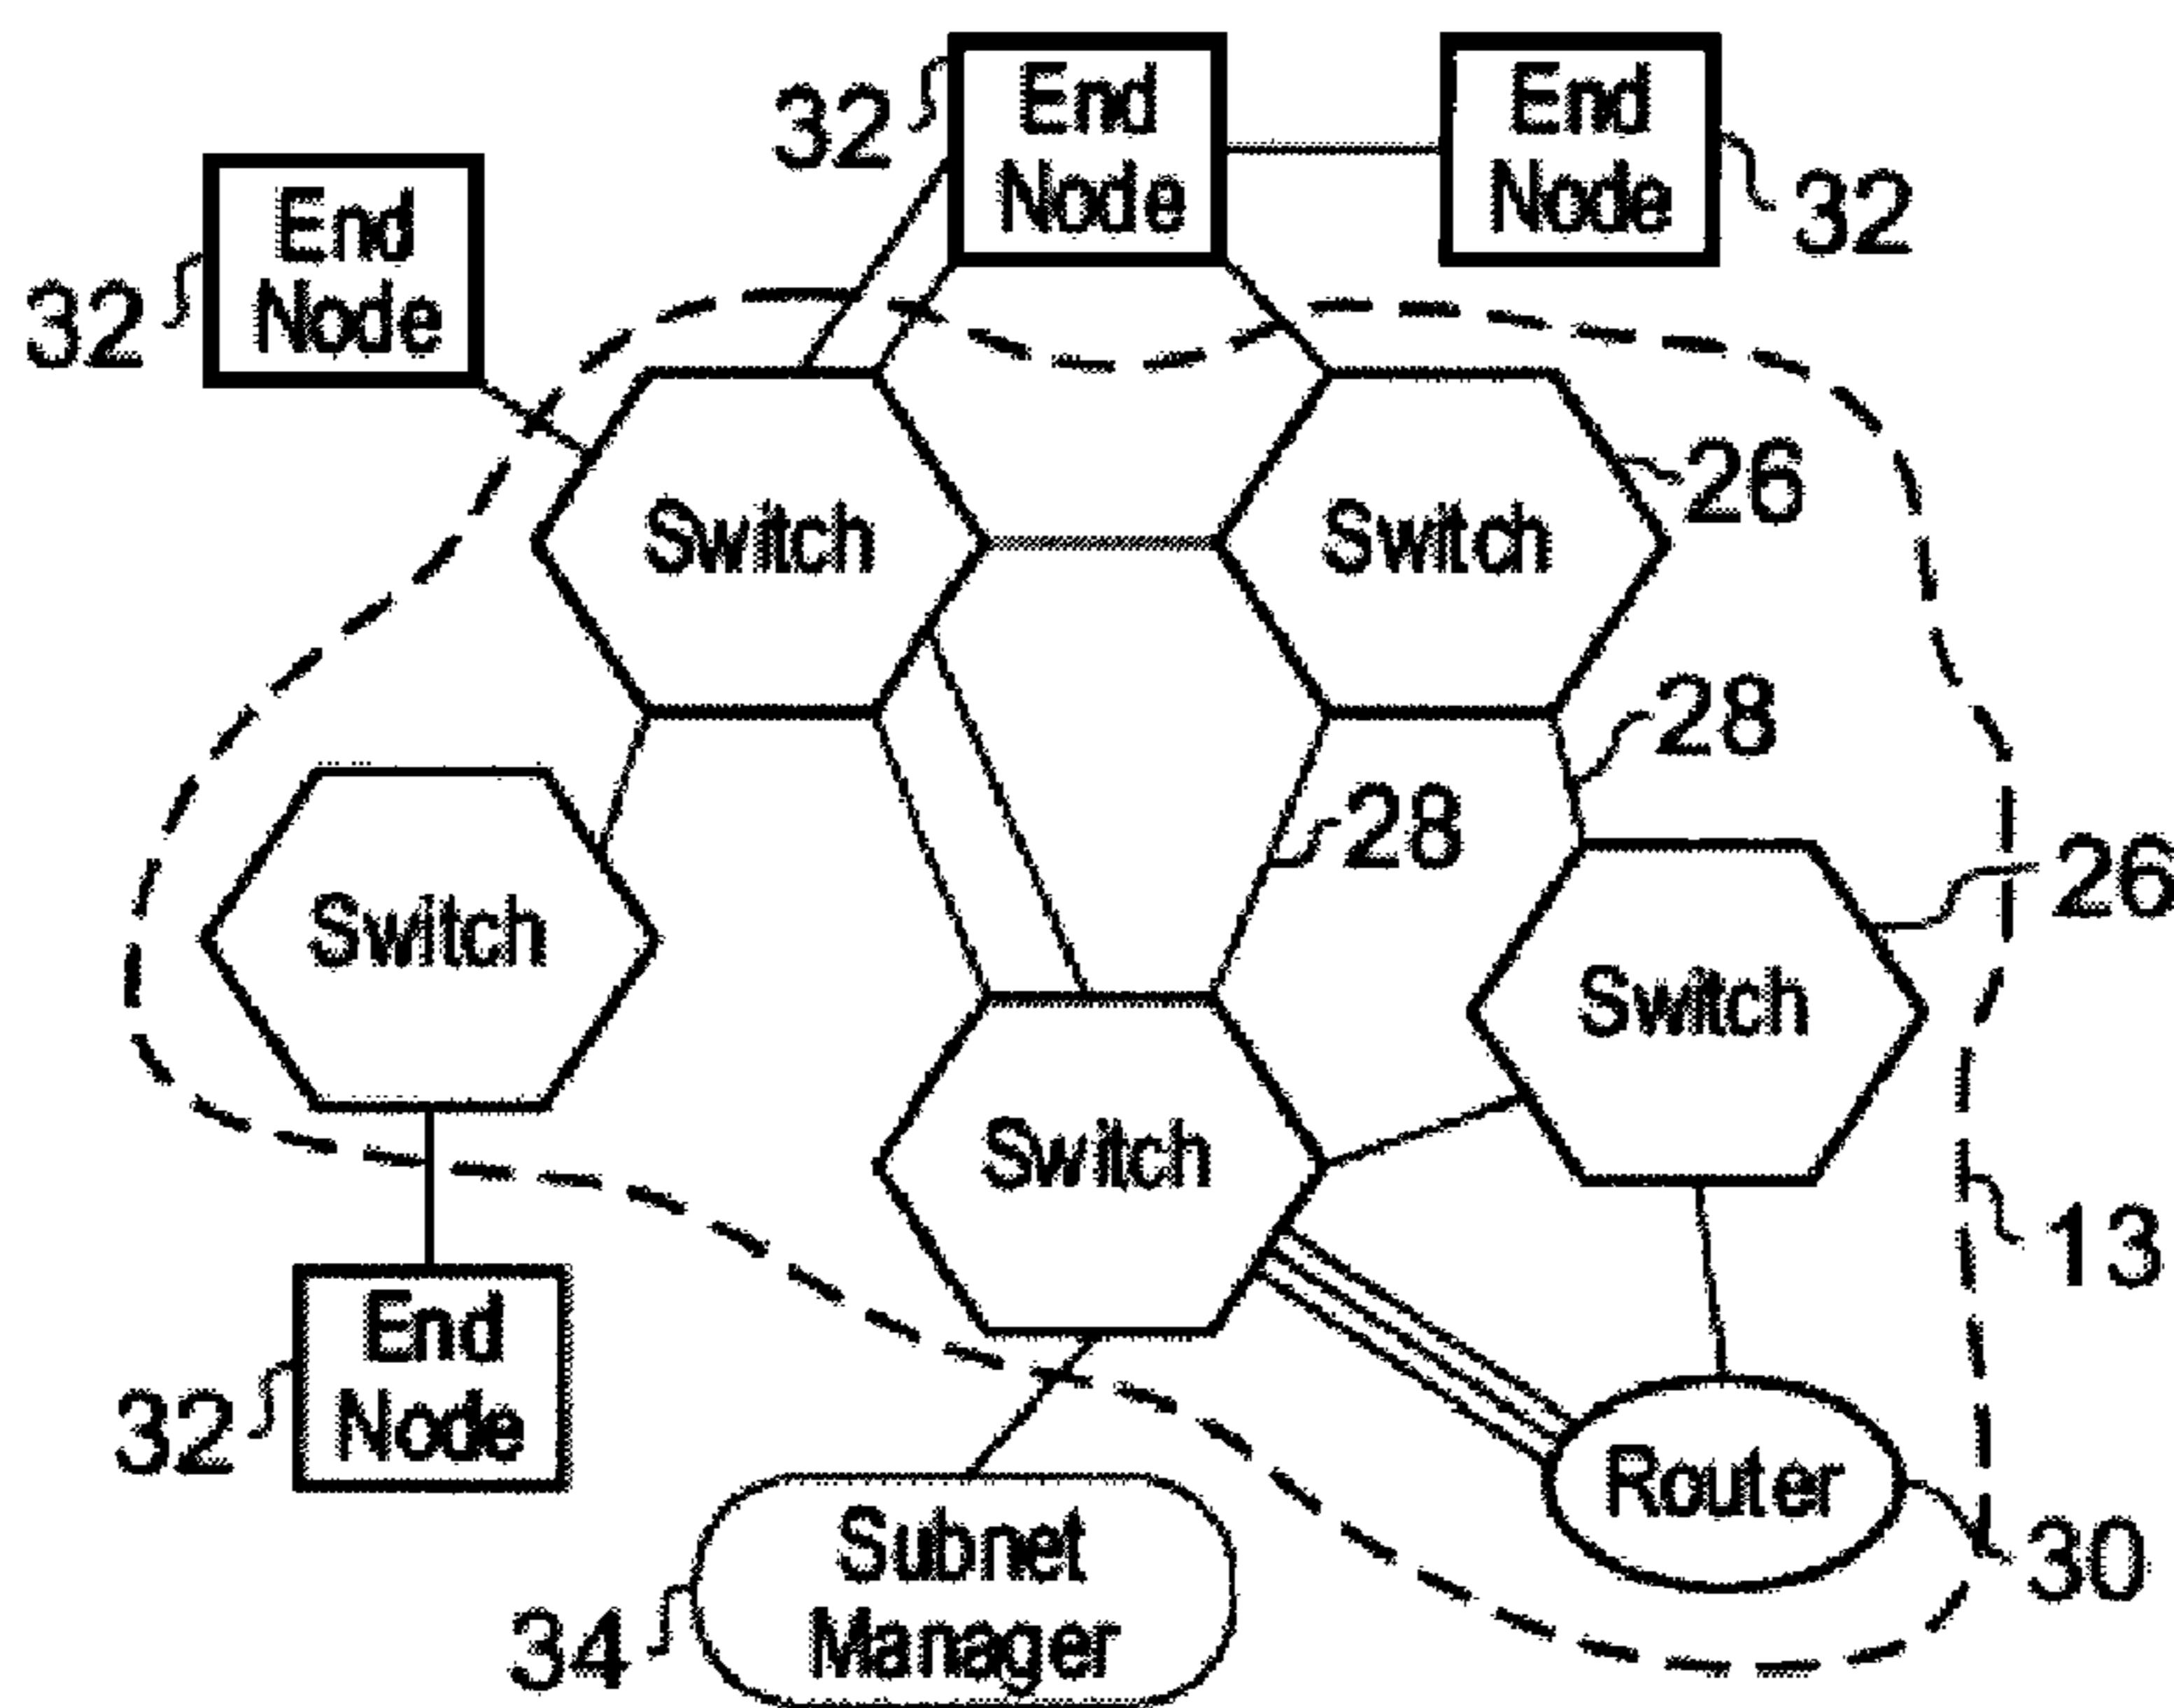 End
Node
32
End
Node
32
End
Node
32
Switch
Switch
26
28
28
Switch
26
Switch
Switch
13
End
Node
32
Router
30
Subnet
Manager
34